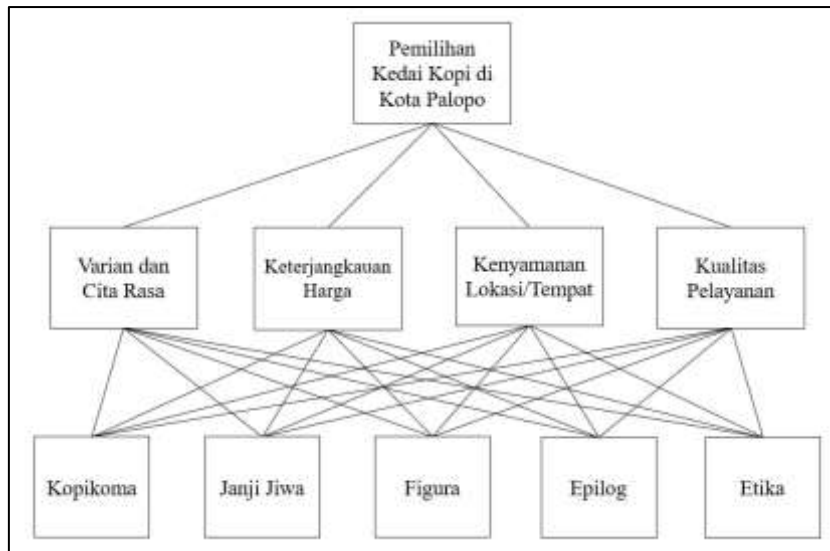 Pemilihan
Kedai Kopi di
Kota Palopo
Varian dan
Cita Rasa
Keterjangkauan
Harga
Kenyamanan
Lokasi/Tempat
Kualitas
Pelayanan
Kopikoma
Janji Jiwa
Figura
Epilog
Etika